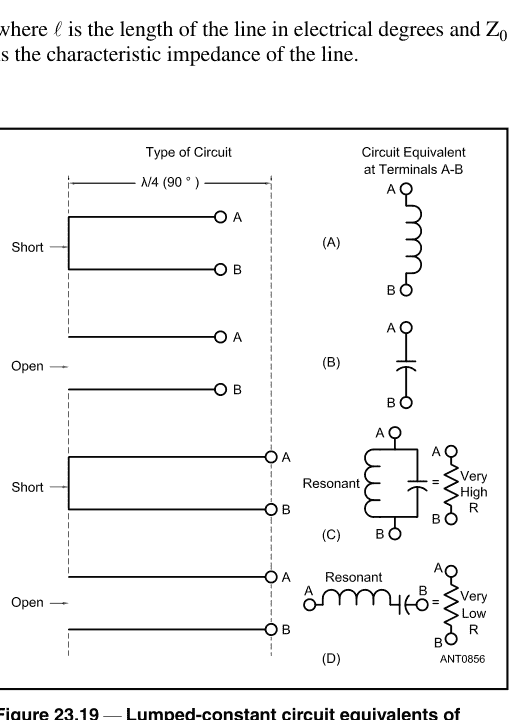 where ℓ is the length of the line in electrical degrees and Z0
is the characteristic impedance of the line.
Type of Circuit
Circuit Equivalent
at Terminals A-B
λ/4 (90 ° )
A
A
Short
(A)
B
B
A
A
Open
(B)
B
B
A
A
A
Short
Resonant
=
Very
High
R
B
B
(C)
B
Resonant
A
A
B
A
Open
=
Very
Low
R
B
B
(D)
ANT0856
Figure 23.19 — Lumped-constant circuit equivalents of